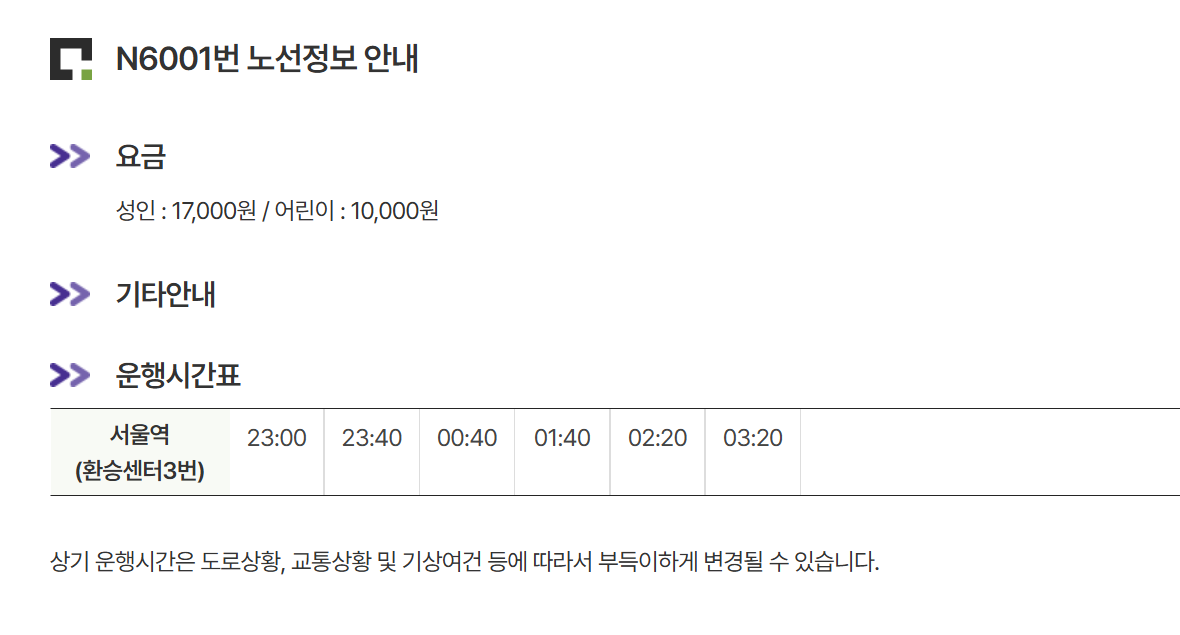 N6001번 노선정보 안내
요금
성인 : 17,000원 / 어린이 : 10,000원
기타안내
운행시간표
서울역 23:00 23:40 00:40 01:40 02:20 03:20
(환승센터3번)
상기 운행시간은 도로상황, 교통상황 및 기상여건 등에 따라서 부득이하게 변경될 수 있습니다.